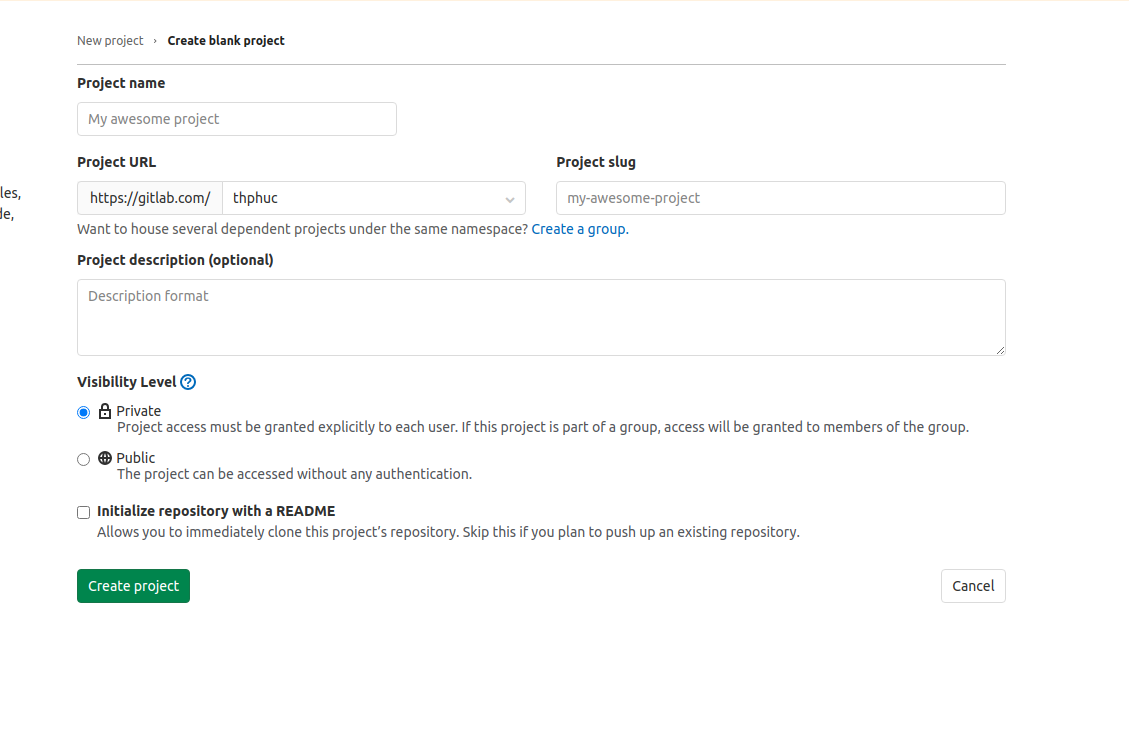 New project › Create blank project
Project name
My awesome project
Project URL
Project slug
les,
https://gitlab.com/ thphuc
my-awesome-project
de,
Want to house several dependent projects under the same namespace? Create a group.
Project description (optional)
Description format
Visibility Level
Private
Project access must be granted explicitly to each user. If this project is part of a group, access will be granted to members of the group.
Public
The project can be accessed without any authentication.
Initialize repository with a README
Allows you to immediately clone this project’s repository. Skip this if you plan to push up an existing repository.
Create project
Cancel